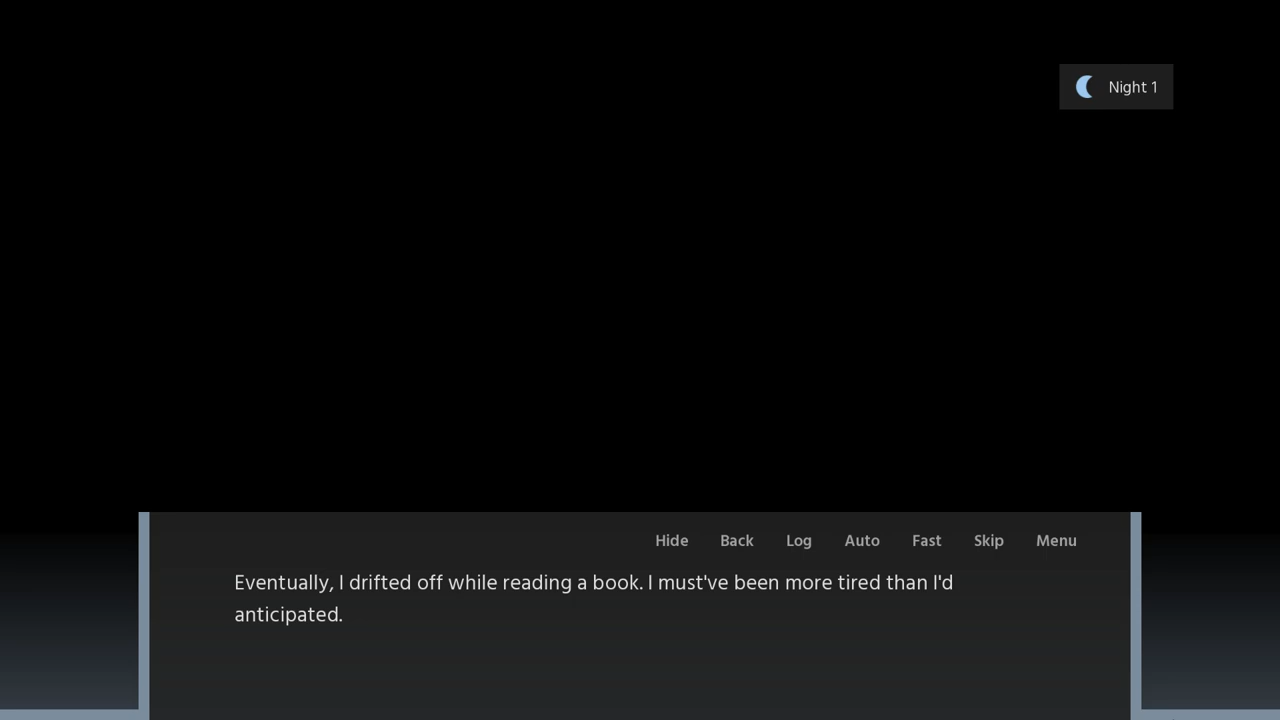 Night 1
Hide Back Log Auto Fast Skip Menu
Eventually, I drifted off while reading a book. I must've been more tired than I'd
anticipated.